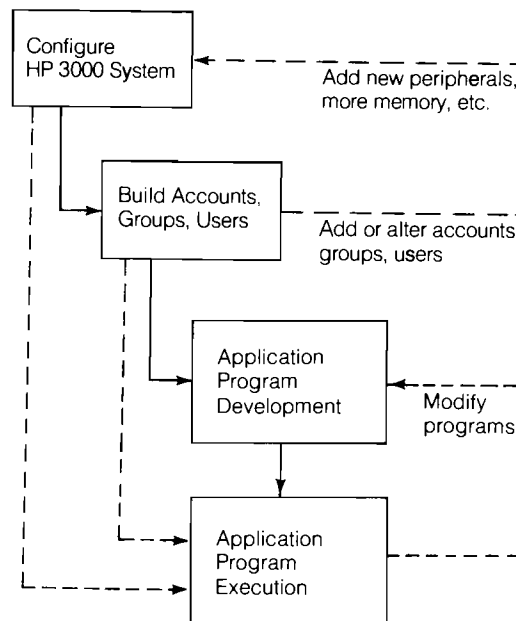 Configure
HP 3000 System
Add new peripherals,
more memory, etc.
Build Accounts,
Groups, Users
Add or alter accounts
groups, users
Application
Program
Development
Modify
programs
Application
Program
Execution